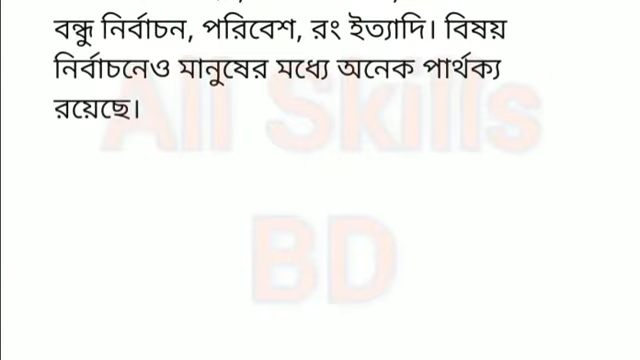 বন্ধু নির্বাচন, পরিবেশ, রং ইত্যাদি। বিষয়
নির্বাচনেও মানুষের মধ্যে অনেক পার্থক্য
রয়েছে।
All Skills
BD